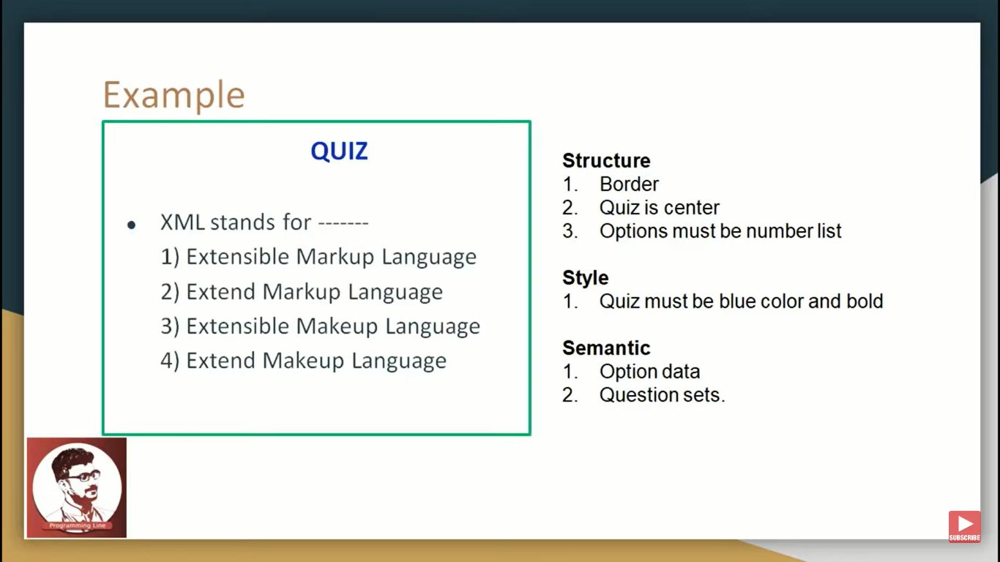 Example
QUIZ
• XML stands for -------
1) Extensible Markup Language
2) Extend Markup Language
3) Extensible Makeup Language
4) Extend Makeup Language
Structure
1. Border
2. Quiz is center
3. Options must be number list
Style
1. Quiz must be blue color and bold
Semantic
1. Option data
2. Question sets.
Programming Line
SUBSCRIBE